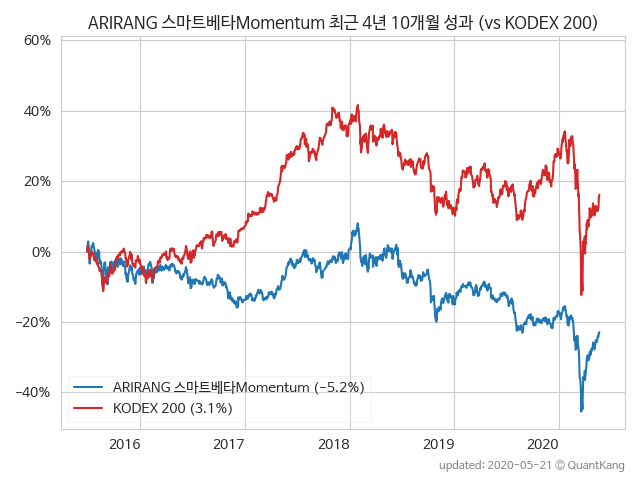 ARIRANG 스마트베타Momentum 최근 4년 10개월 성과 (vs KODEX 200)
60%
40%
20%
0%
−20%
−40%
ARIRANG 스마트베타Momentum (−5.2%)
KODEX 200 (3.1%)
2016 2017 2018 2019 2020
updated: 2020-05-21 ⓒ QuantKang